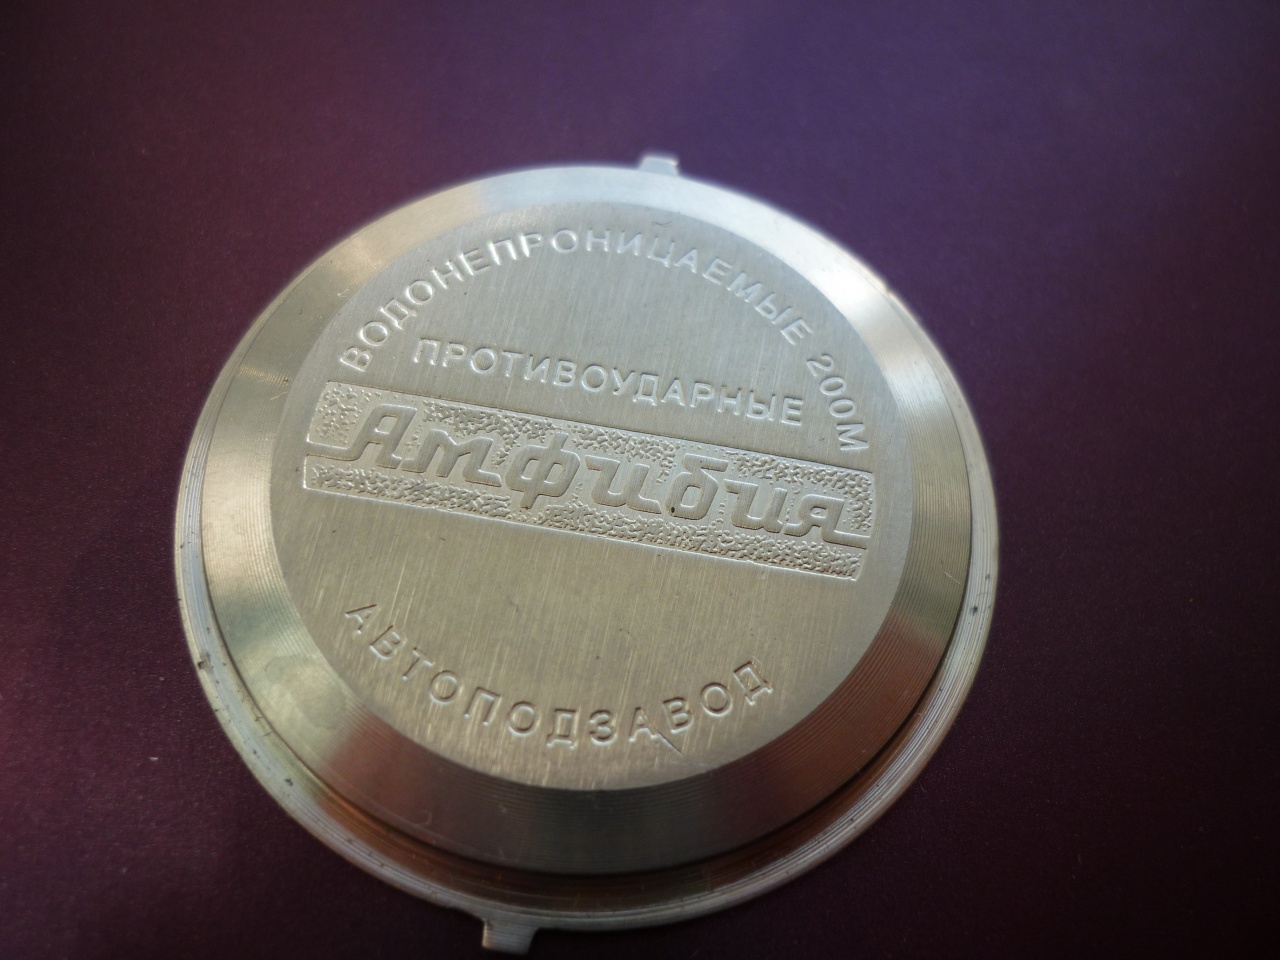 ВОДОНЕПРОНИЦАЕМЫЕ 200М
ПРОТИВОУДАРНЫЕ
Амфибия
АВТОПОДЗАВОД